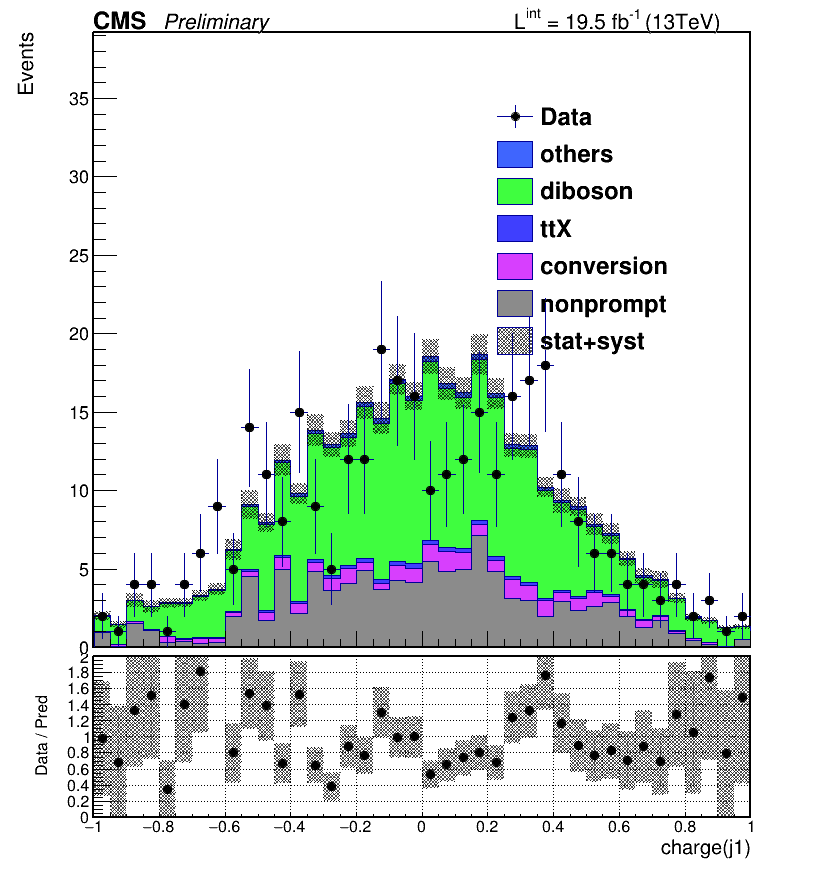 CMS Preliminary L^int = 19.5 fb^-1 (13TeV)
Events
35
30
25
20
15
10
5
0
Data
others
diboson
ttX
conversion
nonprompt
stat+syst
Data / Pred
2
1.8
1.6
1.4
1.2
1
0.8
0.6
0.4
0.2
0
−1 −0.8 −0.6 −0.4 −0.2 0 0.2 0.4 0.6 0.8 1
charge(j1)